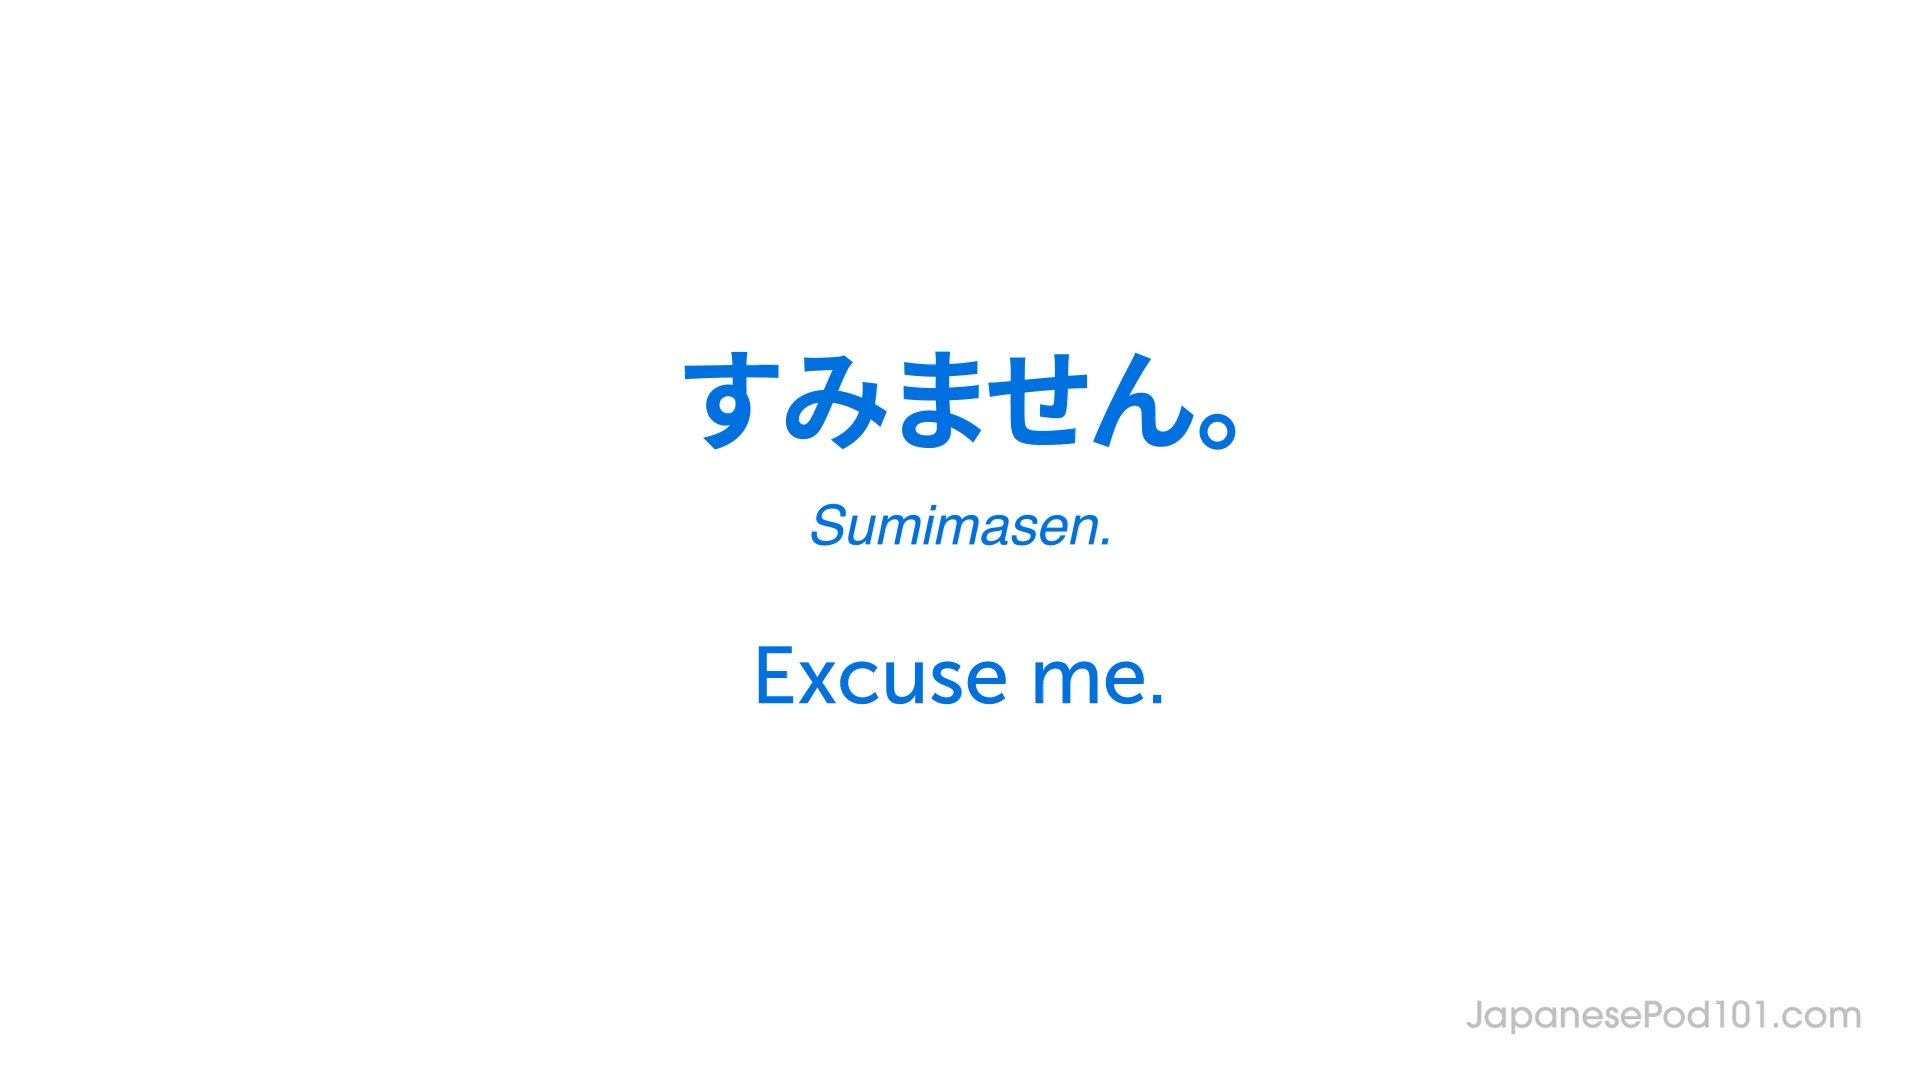 すみません。
Sumimasen.
Excuse me.
JapanesePod101.com